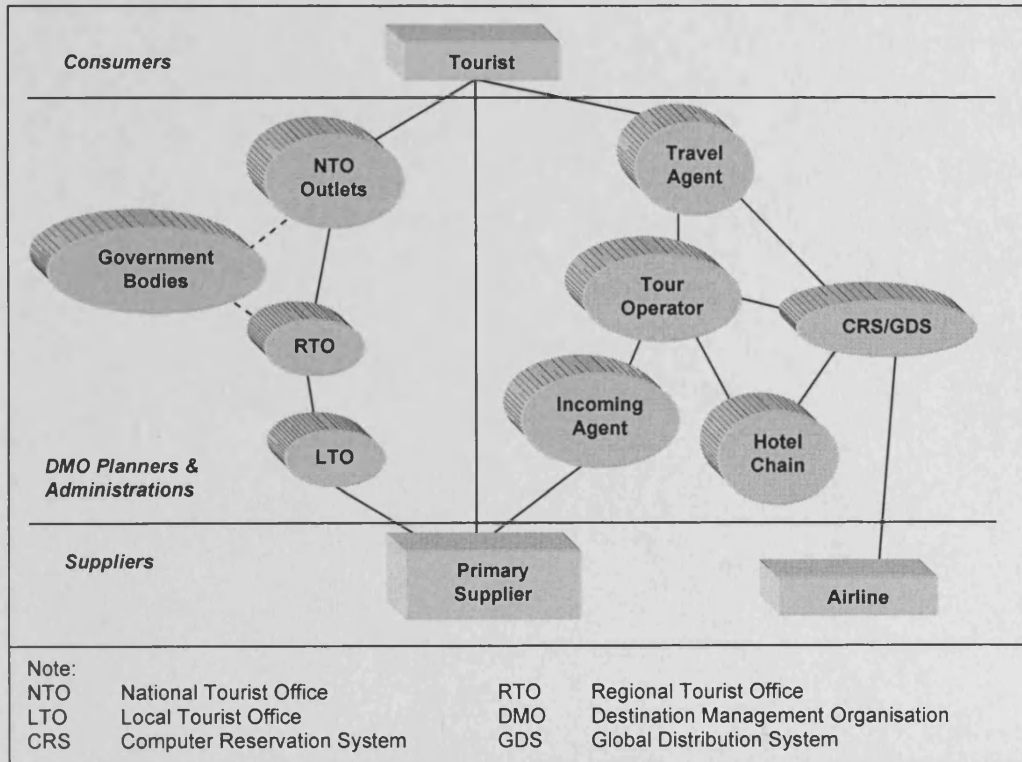 Consumers
Tourist
NTO
Outlets
Travel
Agent
Government
Bodies
Tour
Operator
CRS/GDS
RTO
Incoming
Agent
Hotel
Chain
LTO
DMO Planners &
Administrations
Suppliers
Primary
Supplier
Airline
Note:
NTO National Tourist Office RTO Regional Tourist Office
LTO Local Tourist Office DMO Destination Management Organisation
CRS Computer Reservation System GDS Global Distribution System